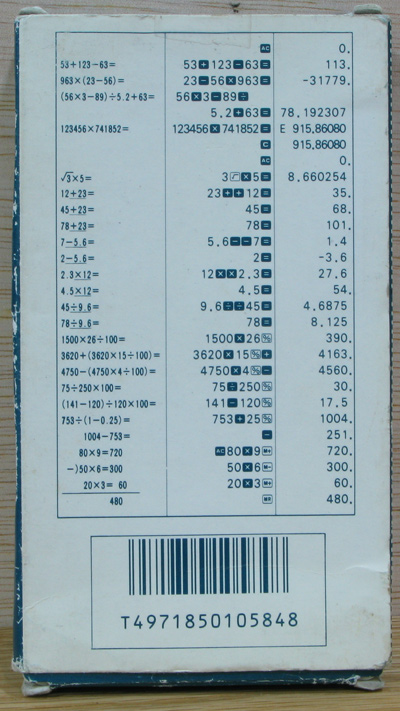 AC 0.
53+123−63= 53+123−63= 113.
963×(23−56)= 23−56×963= -31779.
(56×3−89)÷5.2+63= 56×3−89÷
5.2+63= 78.192307
123456×741852= 123456×741852= E 915.86080
C 915.86080
AC 0.
√3×5= 3√×5= 8.660254
12+23= 23++12= 35.
45+23= 45= 68.
78+23= 78= 101.
7−5.6= 5.6−−7= 1.4
2−5.6= 2= -3.6
2.3×12= 12××2.3= 27.6
4.5×12= 4.5= 54.
45÷9.6= 9.6÷÷45= 4.6875
78÷9.6= 78= 8.125
1500×26÷100= 1500×26% 390.
3620+(3620×15÷100)= 3620×15%+ 4163.
4750−(4750×4÷100)= 4750×4%− 4560.
75÷250×100= 75÷250% 30.
(141−120)÷120×100= 141−120% 17.5
753÷(1−0.25)= 753+25% 1004.
1004−753= − 251.
80×9=720 AC80×9M+ 720.
−)50×6=300 50×6M− 300.
20×3= 60 20×3M+ 60.
480 MR 480.
T4971850105848